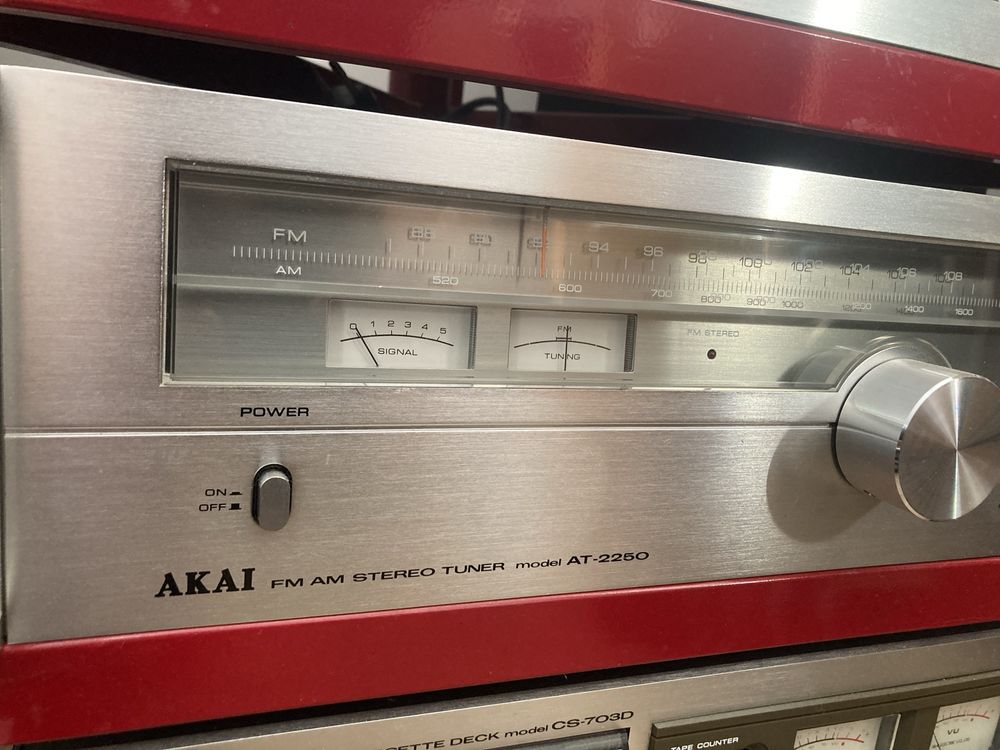 FM 88 90 92 94 96 98 100 102 104 106 108
AM 520 600 700 800 900 1000 1200 1400 1600
0 1 2 3 4 5
SIGNAL
FM
TUNING
FM STEREO
POWER
ON
OFF
AKAI FM AM STEREO TUNER model AT-2250
DECK model CS-703D
TAPE COUNTER
VU